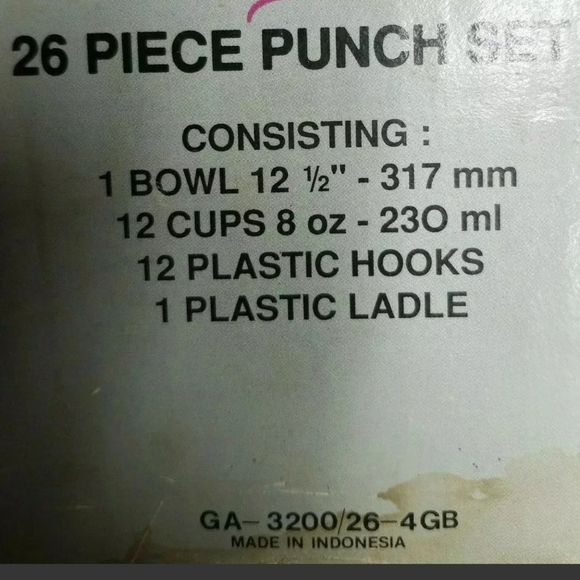 26 PIECE PUNCH SET
CONSISTING :
1 BOWL 12 ½" - 317 mm
12 CUPS 8 oz - 230 ml
12 PLASTIC HOOKS
1 PLASTIC LADLE
GA- 3200/26-4GB
MADE IN INDONESIA